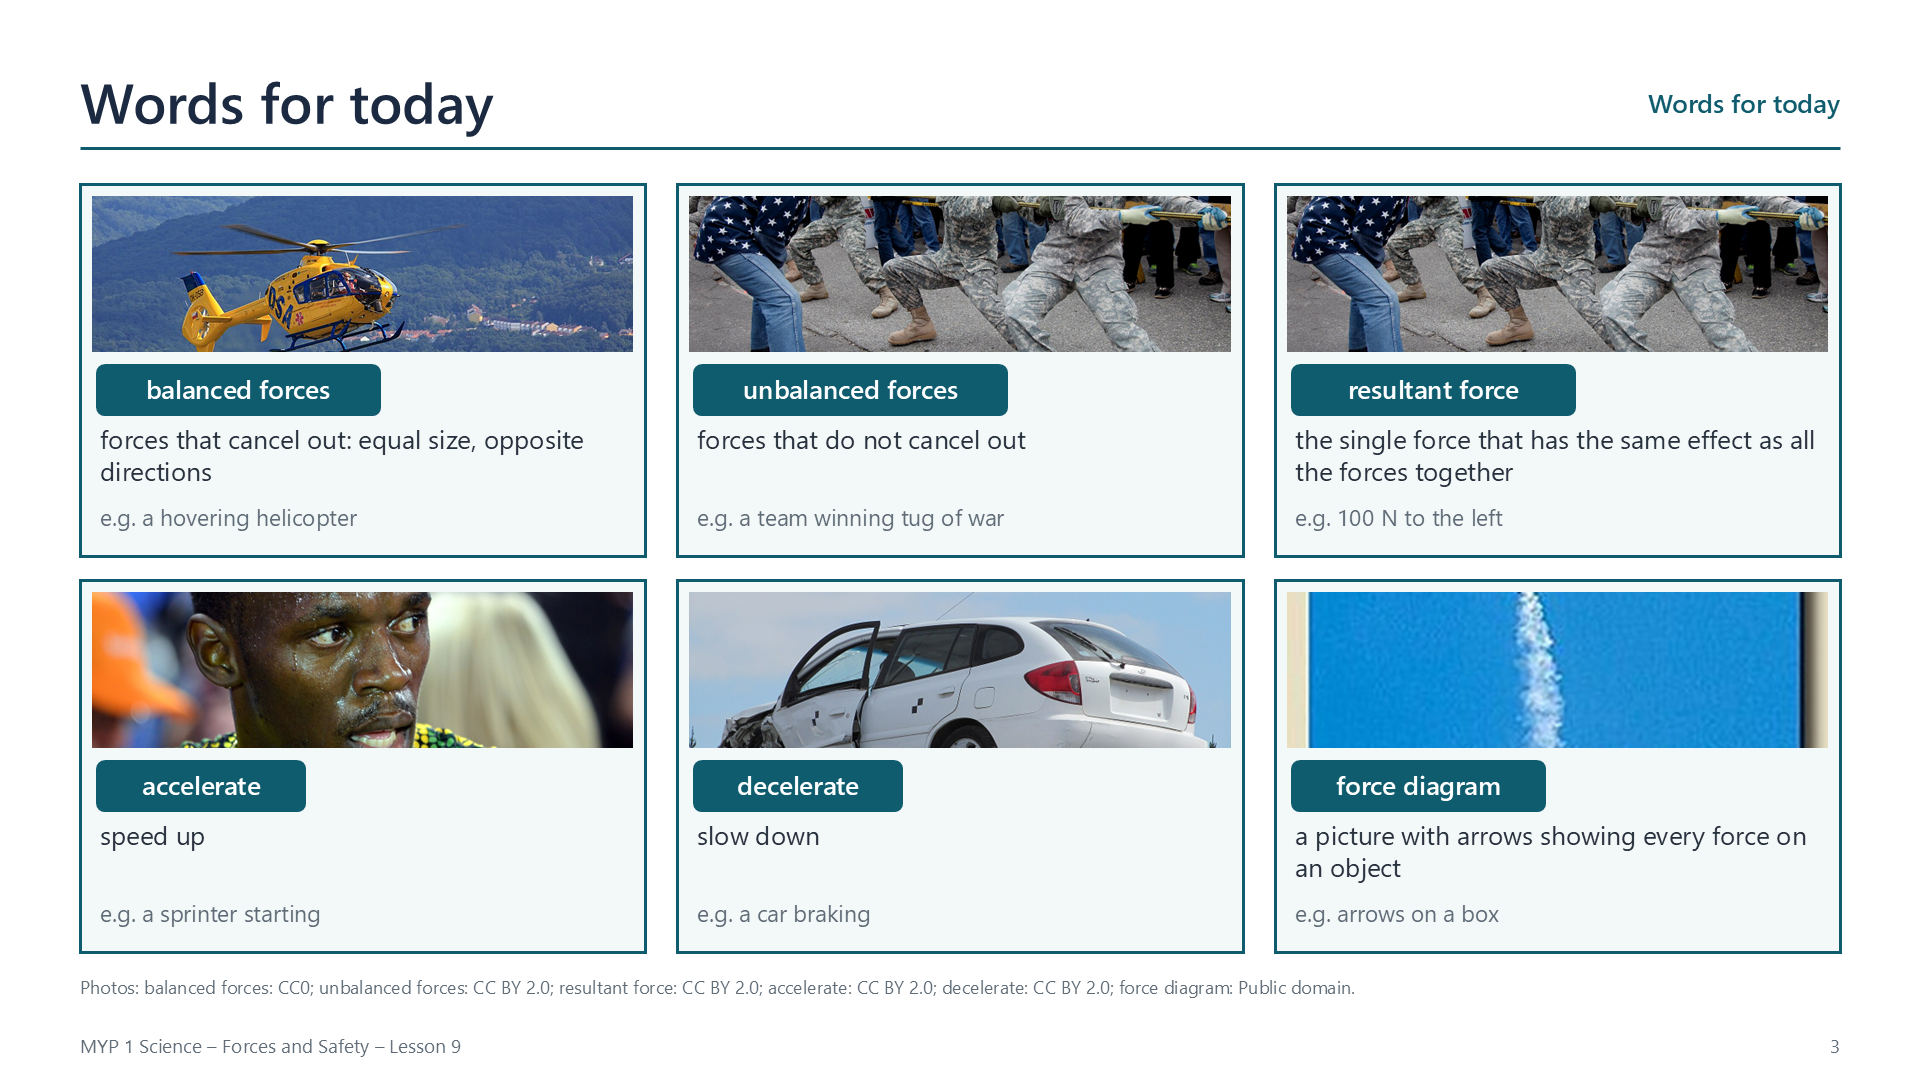 Words for today
Words for today
balanced forces
forces that cancel out: equal size, opposite
directions
e.g. a hovering helicopter
unbalanced forces
forces that do not cancel out
e.g. a team winning tug of war
resultant force
the single force that has the same effect as all
the forces together
e.g. 100 N to the left
accelerate
speed up
e.g. a sprinter starting
decelerate
slow down
e.g. a car braking
force diagram
a picture with arrows showing every force on
an object
e.g. arrows on a box
Photos: balanced forces: CC0; unbalanced forces: CC BY 2.0; resultant force: CC BY 2.0; accelerate: CC BY 2.0; decelerate: CC BY 2.0; force diagram: Public domain.
MYP 1 Science – Forces and Safety – Lesson 9
3